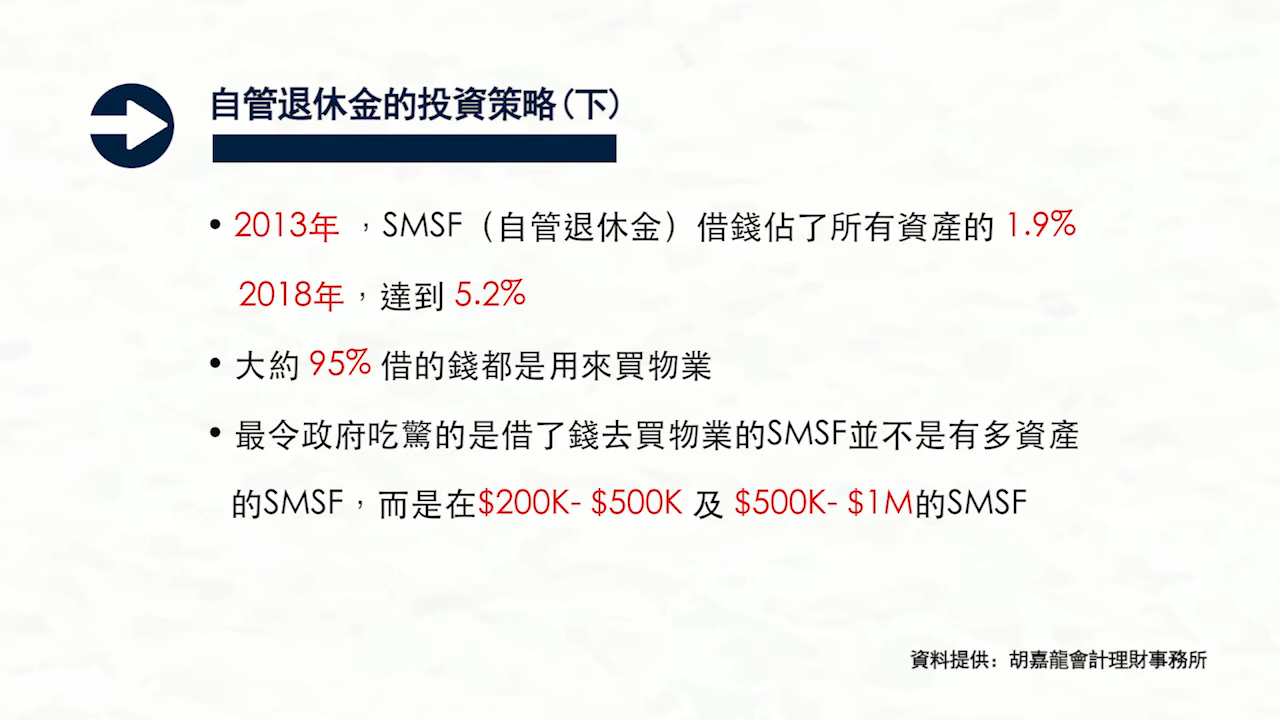 自管退休金的投資策略(下)
• 2013年 ，SMSF（自管退休金）借錢佔了所有資產的 1.9%
2018年，達到 5.2%
• 大約 95% 借的錢都是用來買物業
• 最令政府吃驚的是借了錢去買物業的SMSF並不是有多資產
的SMSF，而是在$200K- $500K 及 $500K- $1M的SMSF
資料提供：胡嘉龍會計理財事務所